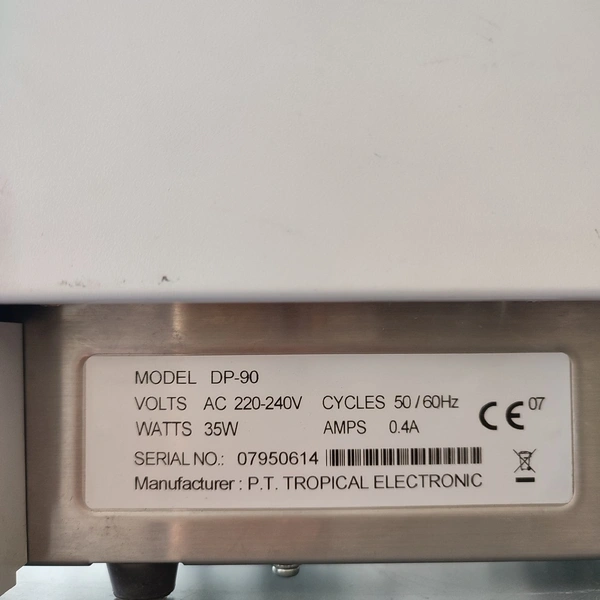 MODEL DP-90
VOLTS AC 220-240V CYCLES 50 / 60Hz
WATTS 35W AMPS 0.4A
CE 07
SERIAL NO.: 07950614
Manufacturer : P.T. TROPICAL ELECTRONIC